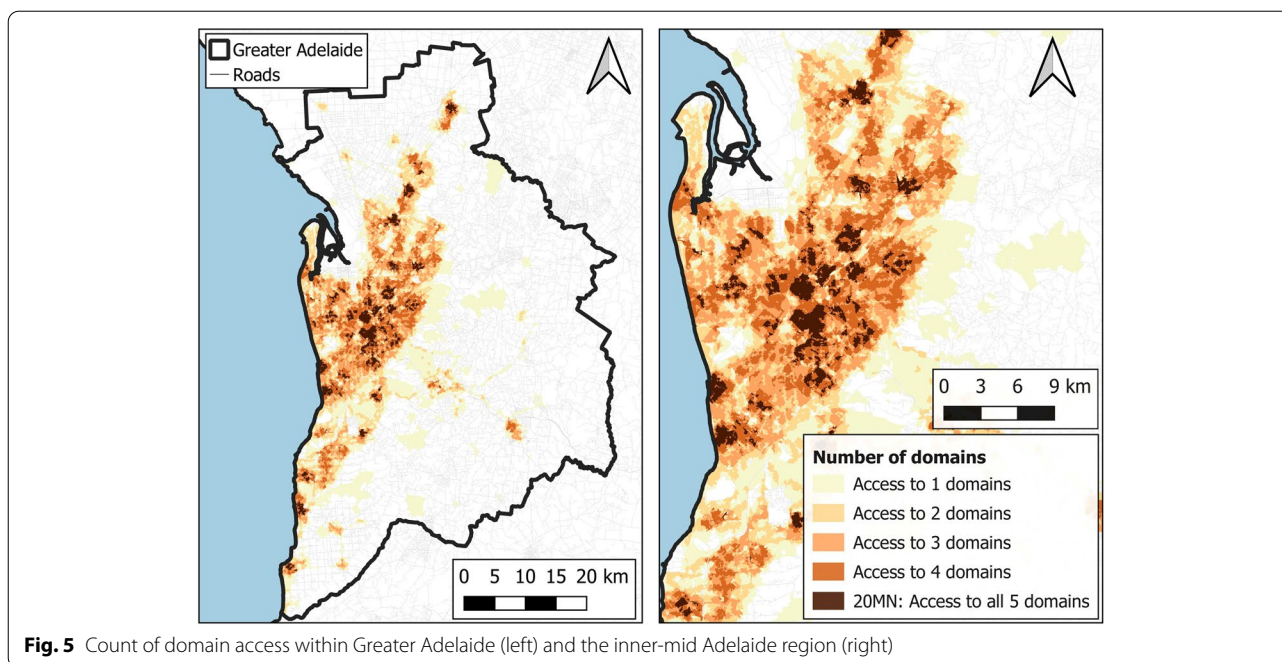 Greater Adelaide
Roads
0 5 10 15 20 km
0 3 6 9 km
Number of domains
Access to 1 domains
Access to 2 domains
Access to 3 domains
Access to 4 domains
20MN: Access to all 5 domains
Fig. 5 Count of domain access within Greater Adelaide (left) and the inner-mid Adelaide region (right)